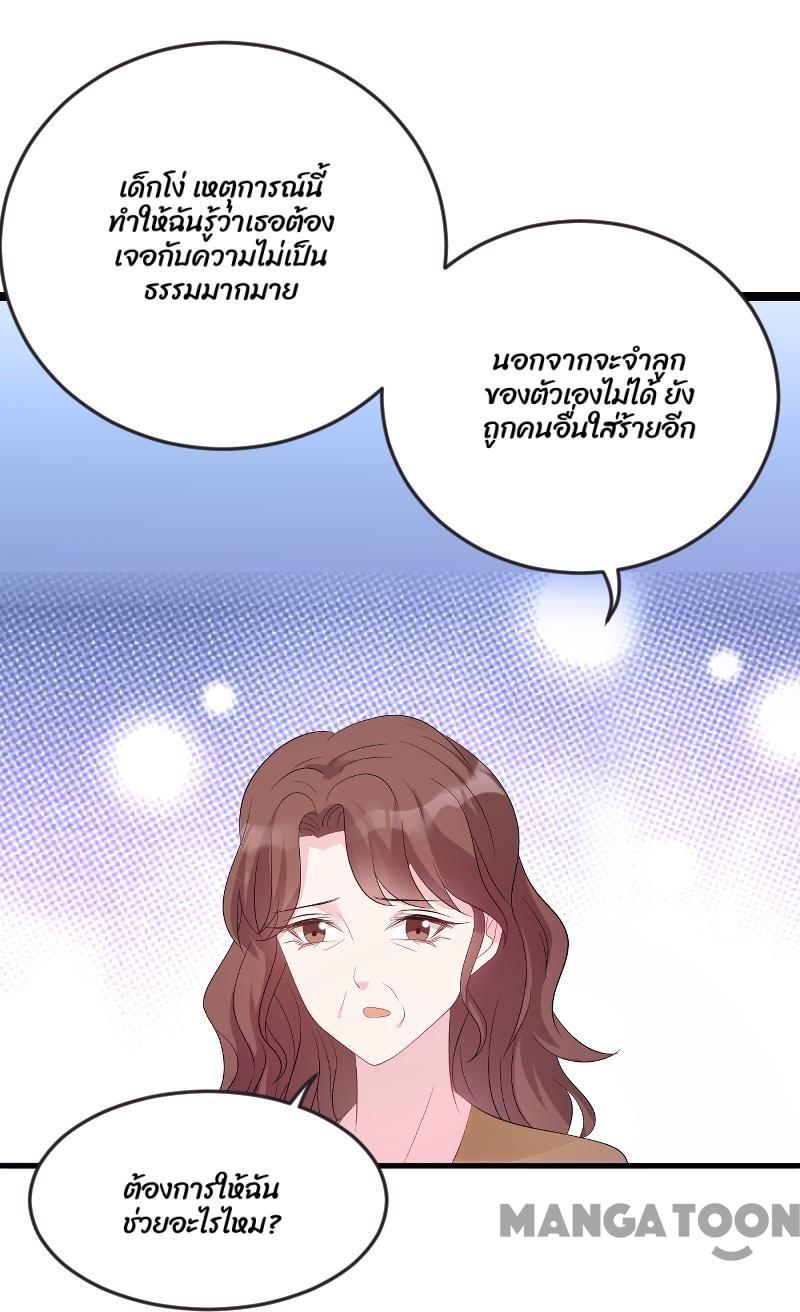 เด็กโง่ เหตุการณ์นี้
ทำให้ฉันรู้ว่าเธอต้อง
เจอกับความไม่เป็น
ธรรมมากมาย
นอกจากจะจำลูก
ของตัวเองไม่ได้ ยัง
ถูกคนอื่นใส่ร้ายอีก
ต้องการให้ฉัน
ช่วยอะไรไหม?
MANGATOON